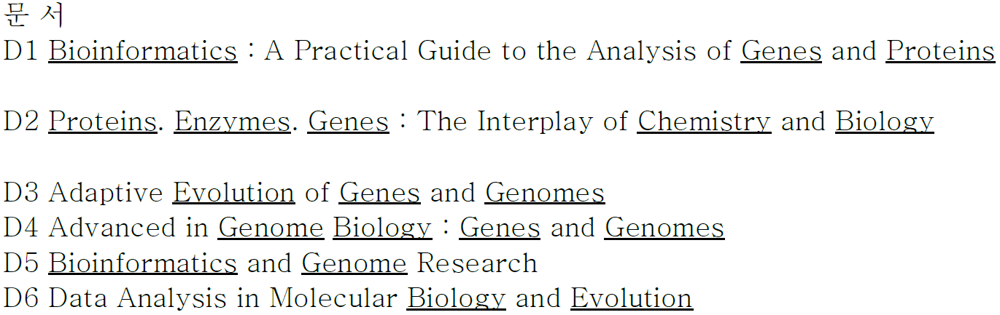 문 서
D1 Bioinformatics : A Practical Guide to the Analysis of Genes and Proteins
D2 Proteins. Enzymes. Genes : The Interplay of Chemistry and Biology
D3 Adaptive Evolution of Genes and Genomes
D4 Advanced in Genome Biology : Genes and Genomes
D5 Bioinformatics and Genome Research
D6 Data Analysis in Molecular Biology and Evolution